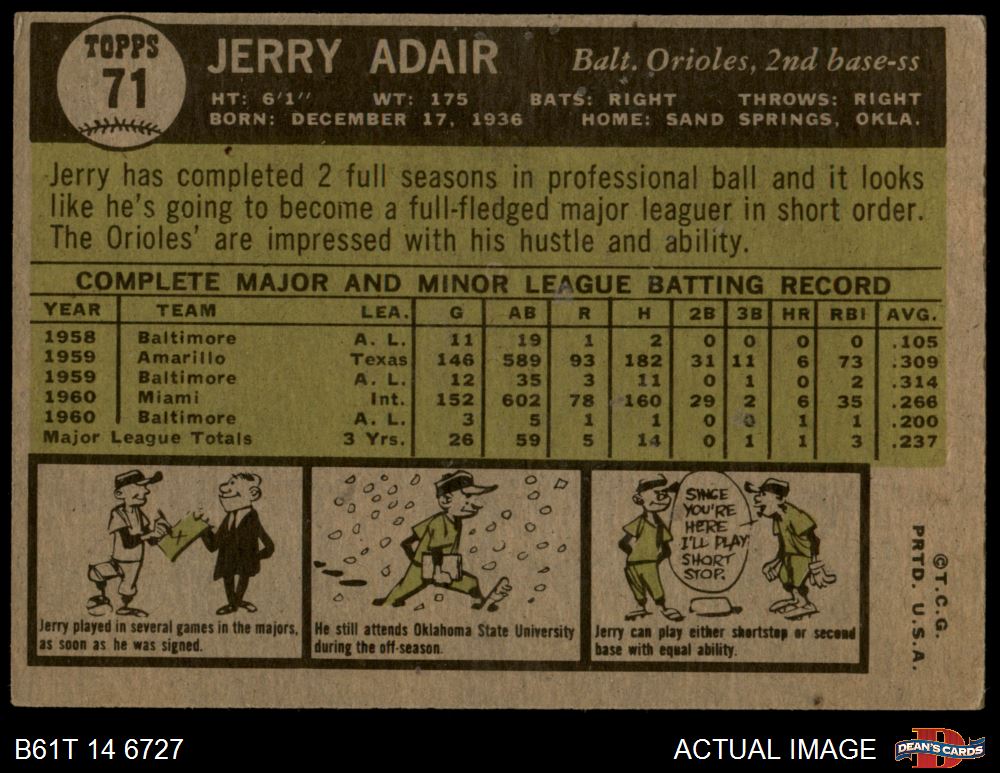 TOPPS
71
JERRY ADAIR Balt. Orioles, 2nd base-ss
HT: 6'1" WT: 175 BATS: RIGHT THROWS: RIGHT
BORN: DECEMBER 17, 1936 HOME: SAND SPRINGS, OKLA.
Jerry has completed 2 full seasons in professional ball and it looks
like he's going to become a full-fledged major leaguer in short order.
The Orioles' are impressed with his hustle and ability.
COMPLETE MAJOR AND MINOR LEAGUE BATTING RECORD
YEAR TEAM LEA. G AB R H 2B 3B HR RBI AVG.
1958 Baltimore A. L. 11 19 1 2 0 0 0 0 .105
1959 Amarillo Texas 146 589 93 182 31 11 6 73 .309
1959 Baltimore A. L. 12 35 3 11 0 1 0 2 .314
1960 Miami Int. 152 602 78 160 29 2 6 35 .266
1960 Baltimore A. L. 3 5 1 1 0 0 1 1 .200
Major League Totals 3 Yrs. 26 59 5 14 0 1 1 3 .237
X
SINCE
YOU'RE
HERE
I'LL PLAY
SHORT
STOP.
Jerry played in several games in the majors,
as soon as he was signed.
He still attends Oklahoma State University
during the off-season.
Jerry can play either shortstop or second
base with equal ability.
©T.C.G.
PRTD. U.S.A.
B61T 14 6727 ACTUAL IMAGE
D
DEAN'S CARDS